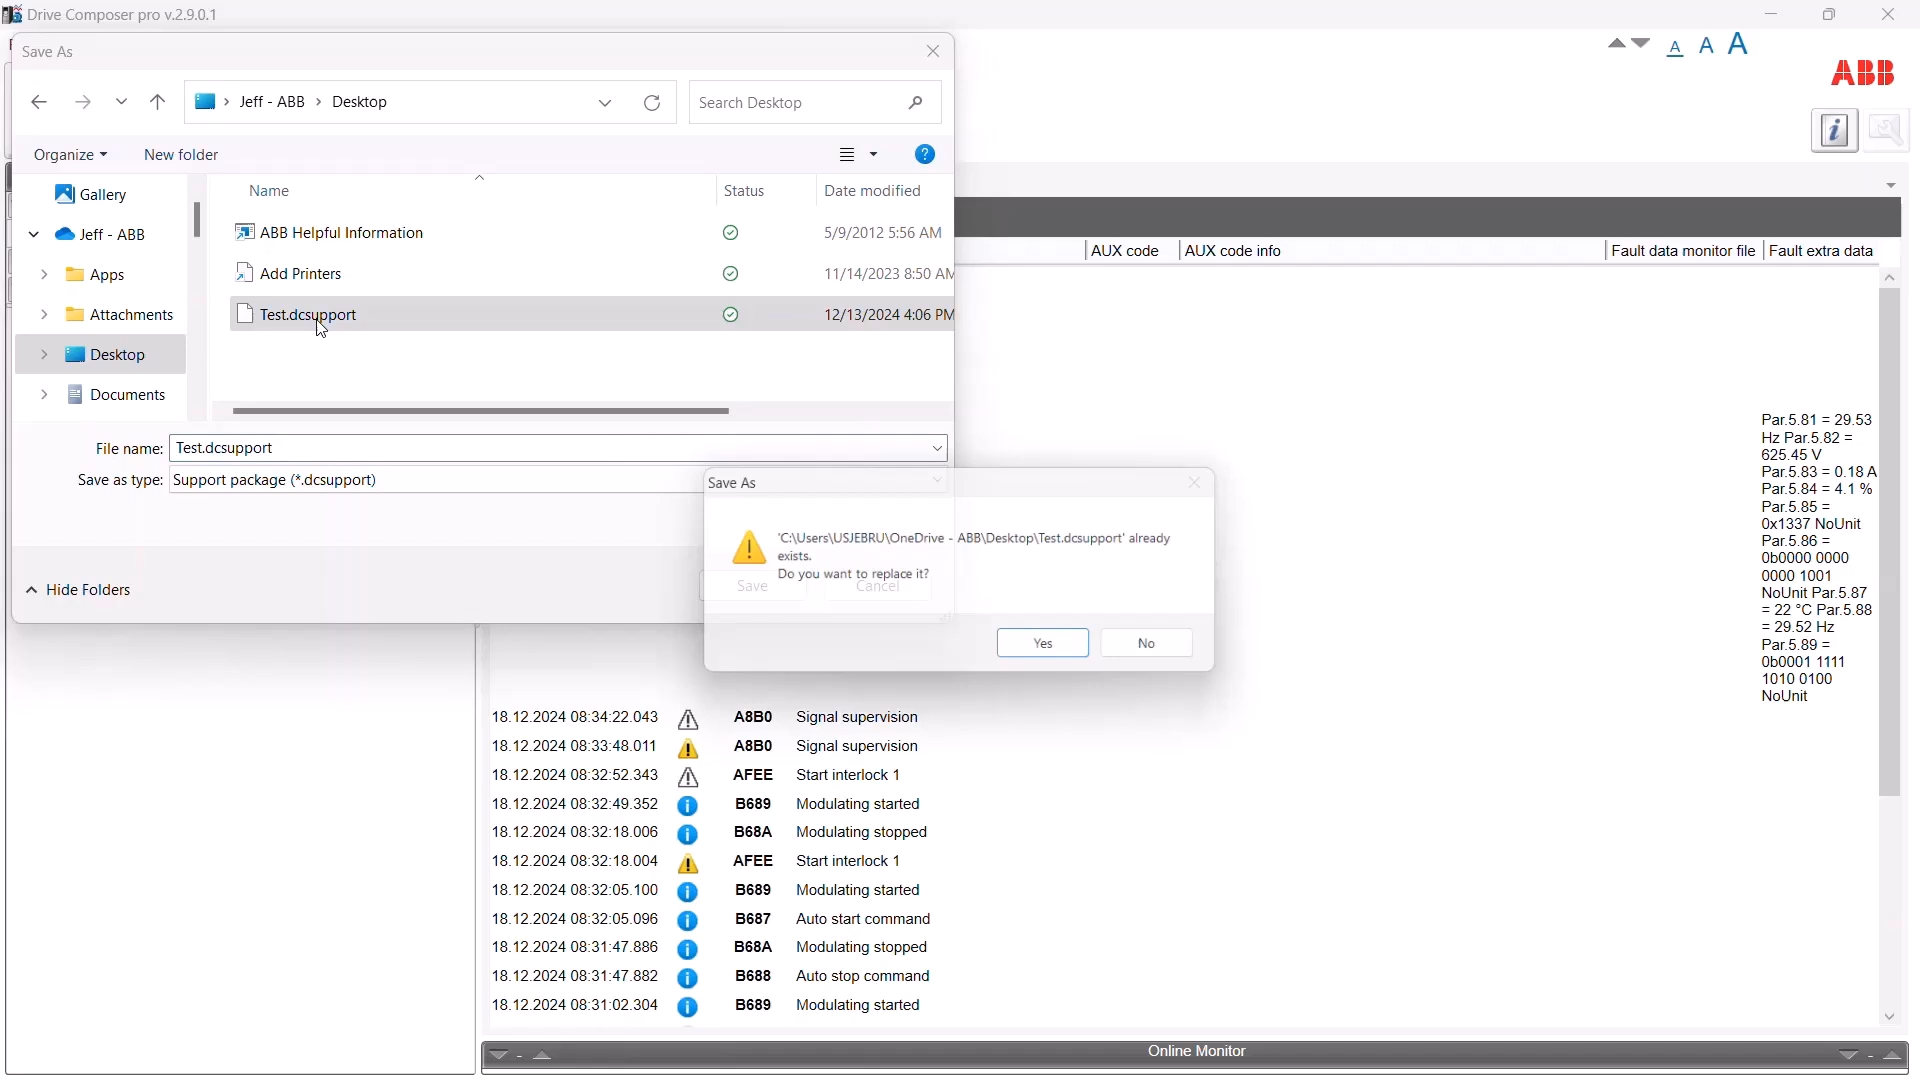 Drive Composer pro v.2.9.0.1
Save As
A A A
ABB
Jeff - ABB > Desktop
Search Desktop
Organize
New folder
Gallery
Jeff - ABB
Apps
Attachments
Desktop
Documents
Name Status Date modified
ABB Helpful Information 5/9/2012 5:56 AM
Add Printers 11/14/2023 8:50 AM
Test.dcsupport 12/13/2024 4:06 PM
File name: Test.dcsupport
Save as type: Support package (*.dcsupport)
Hide Folders
Save
Cancel
Save As
'C:\Users\USJEBRU\OneDrive - ABB\Desktop\Test.dcsupport' already
exists.
Do you want to replace it?
Yes
No
AUX code AUX code info Fault data monitor file Fault extra data
Par.5.81 = 29.53
Hz Par.5.82 =
625.45 V
Par.5.83 = 0.18 A
Par.5.84 = 4.1 %
Par.5.85 =
0x1337 NoUnit
Par.5.86 =
0b0000 0000
0000 1001
NoUnit Par.5.87
= 22 °C Par.5.88
= 29.52 Hz
Par.5.89 =
0b0001 1111
1010 0100
NoUnit
18.12.2024 08:34:22.043 A8B0 Signal supervision
18.12.2024 08:33:48.011 A8B0 Signal supervision
18.12.2024 08:32:52.343 AFEE Start interlock 1
18.12.2024 08:32:49.352 B689 Modulating started
18.12.2024 08:32:18.006 B68A Modulating stopped
18.12.2024 08:32:18.004 AFEE Start interlock 1
18.12.2024 08:32:05.100 B689 Modulating started
18.12.2024 08:32:05.096 B687 Auto start command
18.12.2024 08:31:47.886 B68A Modulating stopped
18.12.2024 08:31:47.882 B688 Auto stop command
18.12.2024 08:31:02.304 B689 Modulating started
Online Monitor